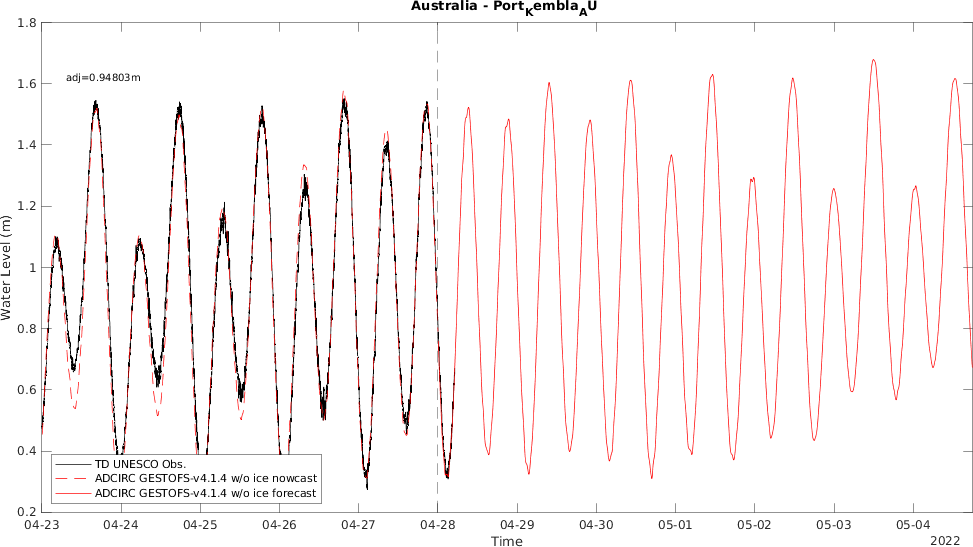 Australia - PortKemblaAU
adj=0.94803m
Water Level (m)
1.8
1.6
1.4
1.2
1
0.8
0.6
0.4
0.2
TD UNESCO Obs.
ADCIRC GESTOFS-v4.1.4 w/o ice nowcast
ADCIRC GESTOFS-v4.1.4 w/o ice forecast
04-23 04-24 04-25 04-26 04-27 04-28 04-29 04-30 05-01 05-02 05-03 05-04
Time
2022